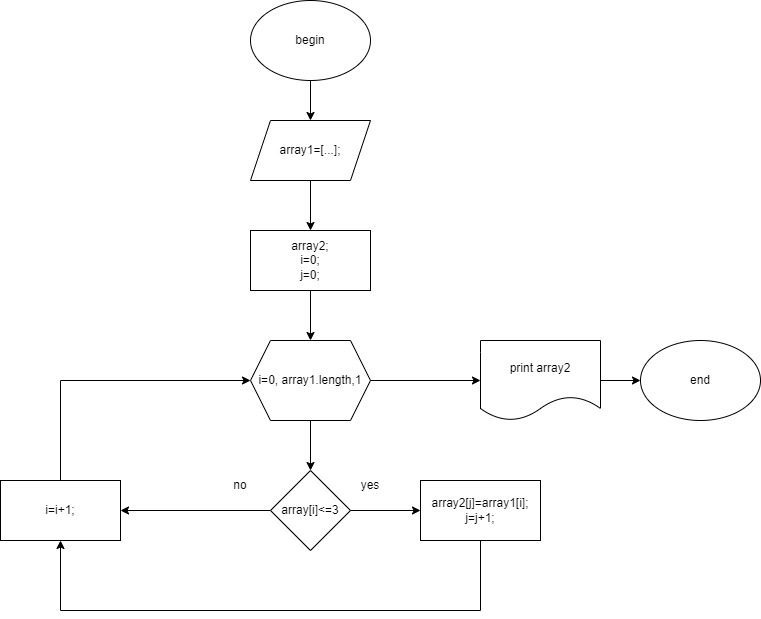 begin
array1=[...];
array2;
i=0;
j=0;
i=0, array1.length,1
print array2
end
no
yes
i=i+1;
array[i]<=3
array2[j]=array1[i];
j=j+1;